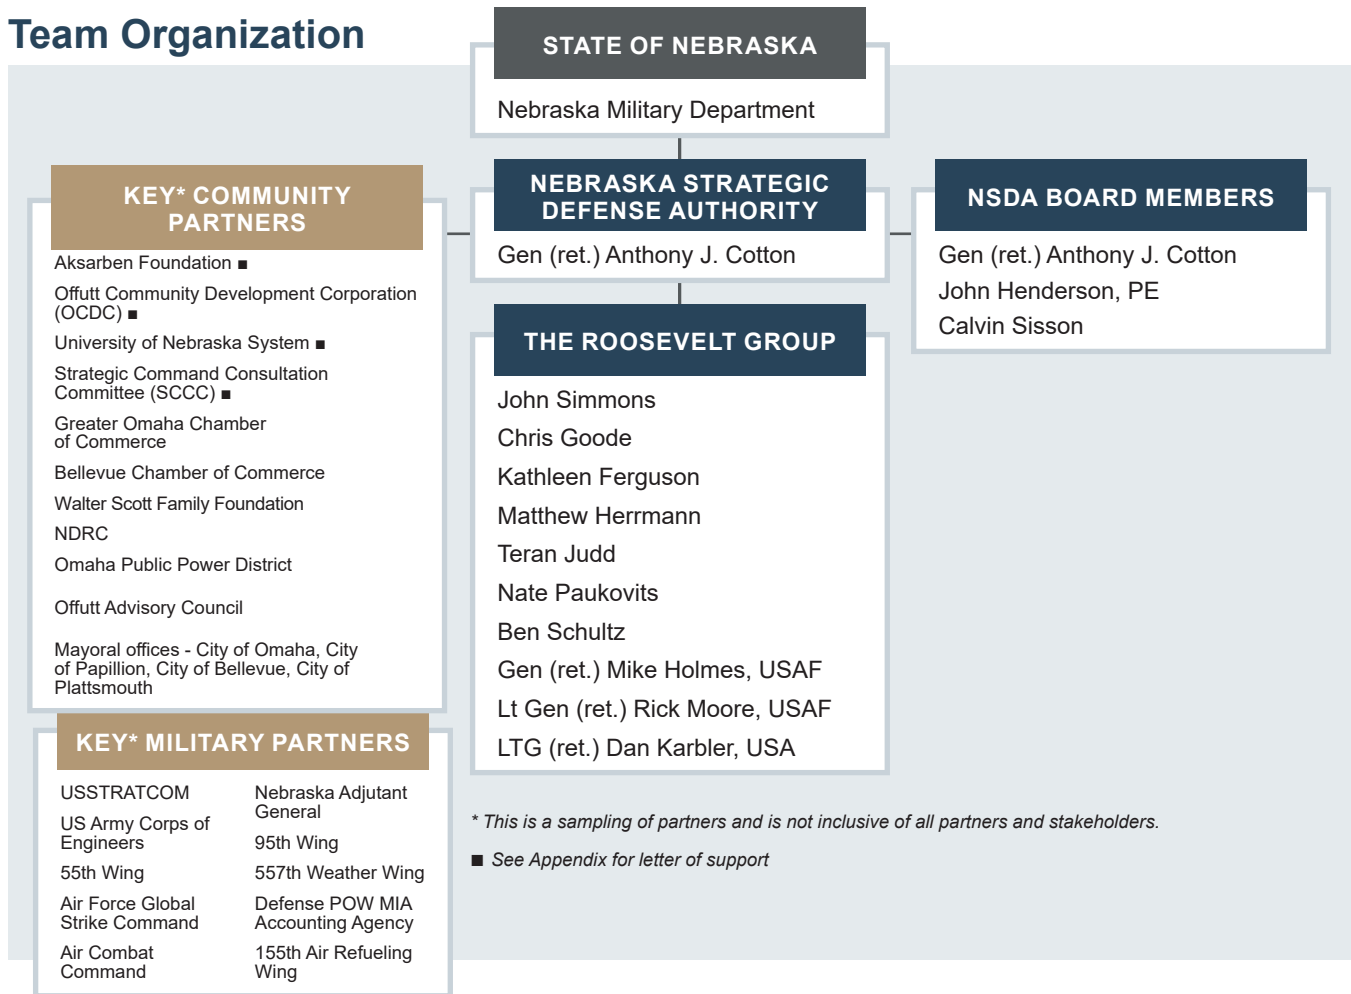 Team Organization
STATE OF NEBRASKA
Nebraska Military Department
KEY* COMMUNITY
PARTNERS
Aksarben Foundation ■
Offutt Community Development Corporation
(OCDC) ■
University of Nebraska System ■
Strategic Command Consultation
Committee (SCCC) ■
Greater Omaha Chamber
of Commerce
Bellevue Chamber of Commerce
Walter Scott Family Foundation
NDRC
Omaha Public Power District
Offutt Advisory Council
Mayoral offices - City of Omaha, City
of Papillion, City of Bellevue, City of
Plattsmouth
NEBRASKA STRATEGIC
DEFENSE AUTHORITY
Gen (ret.) Anthony J. Cotton
NSDA BOARD MEMBERS
Gen (ret.) Anthony J. Cotton
John Henderson, PE
Calvin Sisson
THE ROOSEVELT GROUP
John Simmons
Chris Goode
Kathleen Ferguson
Matthew Herrmann
Teran Judd
Nate Paukovits
Ben Schultz
Gen (ret.) Mike Holmes, USAF
Lt Gen (ret.) Rick Moore, USAF
LTG (ret.) Dan Karbler, USA
KEY* MILITARY PARTNERS
USSTRATCOM
US Army Corps of
Engineers
55th Wing
Air Force Global
Strike Command
Air Combat
Command
Nebraska Adjutant
General
95th Wing
557th Weather Wing
Defense POW MIA
Accounting Agency
155th Air Refueling
Wing
* This is a sampling of partners and is not inclusive of all partners and stakeholders.
■ See Appendix for letter of support